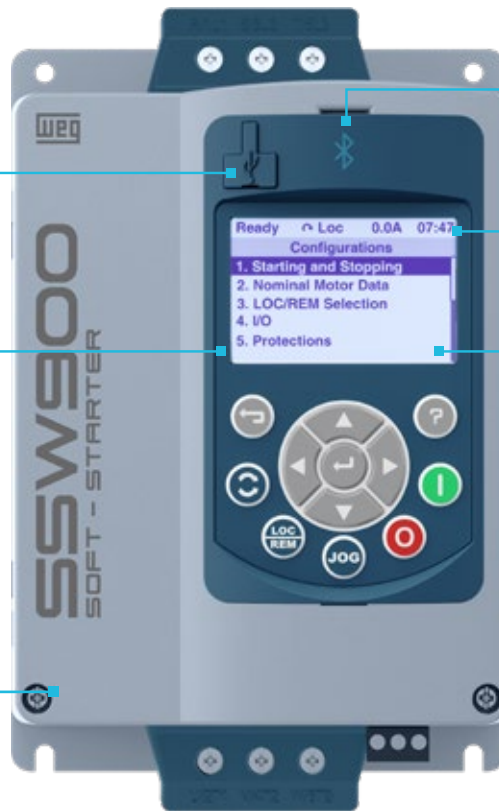 WEG
Ready Loc 0.0A 07:47
Configurations
1. Starting and Stopping
2. Nominal Motor Data
3. LOC/REM Selection
4. I/O
5. Protections
?
LOC
REM
JOG
SSW900
SOFT-STARTER